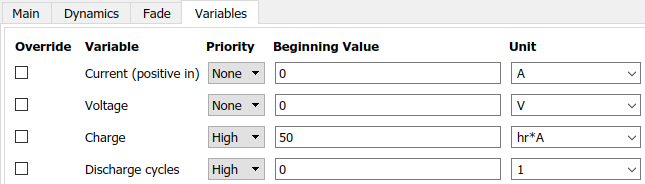 Main Dynamics Fade Variables
Override Variable Priority Beginning Value Unit
Current (positive in) None 0 A
Voltage None 0 V
Charge High 50 hr*A
Discharge cycles High 0 1